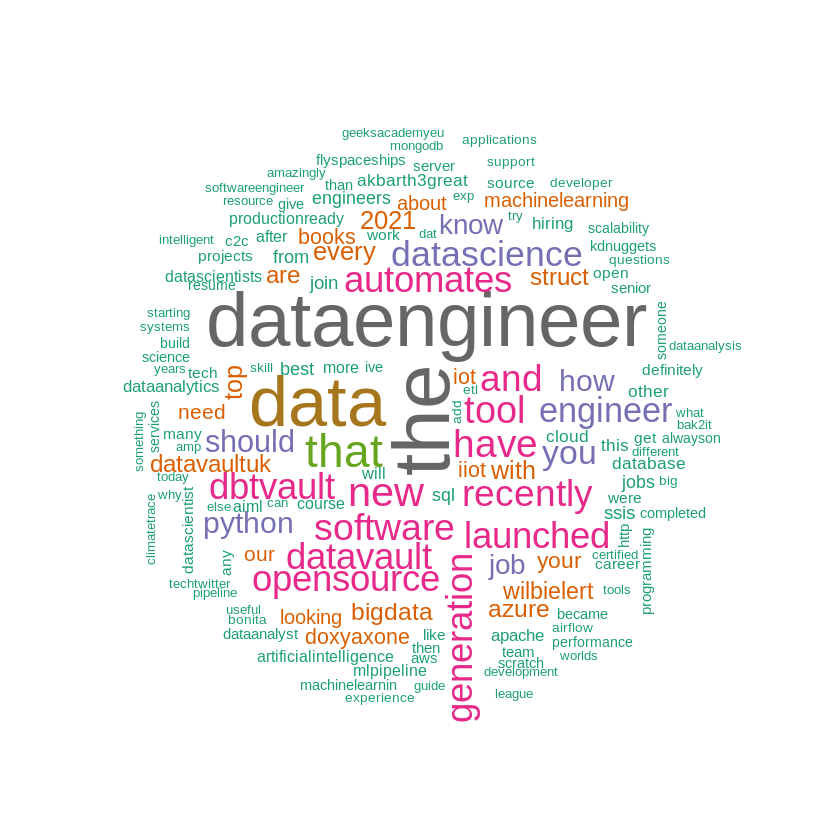 geeksacademyeu
mongodb
applications
flyspaceships
server
support
amazingly
than
akbarth3great
source
developer
softwareengineer
resource
give
engineers
about
exp
machinelearning
productionready
2021
know
try
hiring
scalability
intelligent
c2c
after
books
work
dat
datascience
kdnuggets
projects
from
every
questions
datascientists
are
resume
join
automates
struct
open
senior
starting
systems
dataengineer
someone
build
science
dataanalysis
years
tech
skill
best
more
ive
iot
and
how
definitely
dataanalytics
top
data
the
etl
other
need
that
add
tool
engineer
what
bak2it
something
services
many
amp
should
have
you
cloud
this
get
alwayson
different
datavaultuk
will
iiot
with
database
today
dbtvault
new
sql
recently
jobs
big
why
climatetrace
datascientist
else
aiml
can
course
were
ssis
completed
python
software
launched
http
programming
any
our
datavault
job
your
certified
career
techtwitter
pipeline
opensource
generation
wilbielert
tools
useful
bonita
looking
bigdata
azure
became
airflow
dataanalyst
doxyaxone
like
apache
performance
then
team
artificialintelligence
aws
scratch
worlds
mlpipeline
development
machinelearnin
guide
league
experience